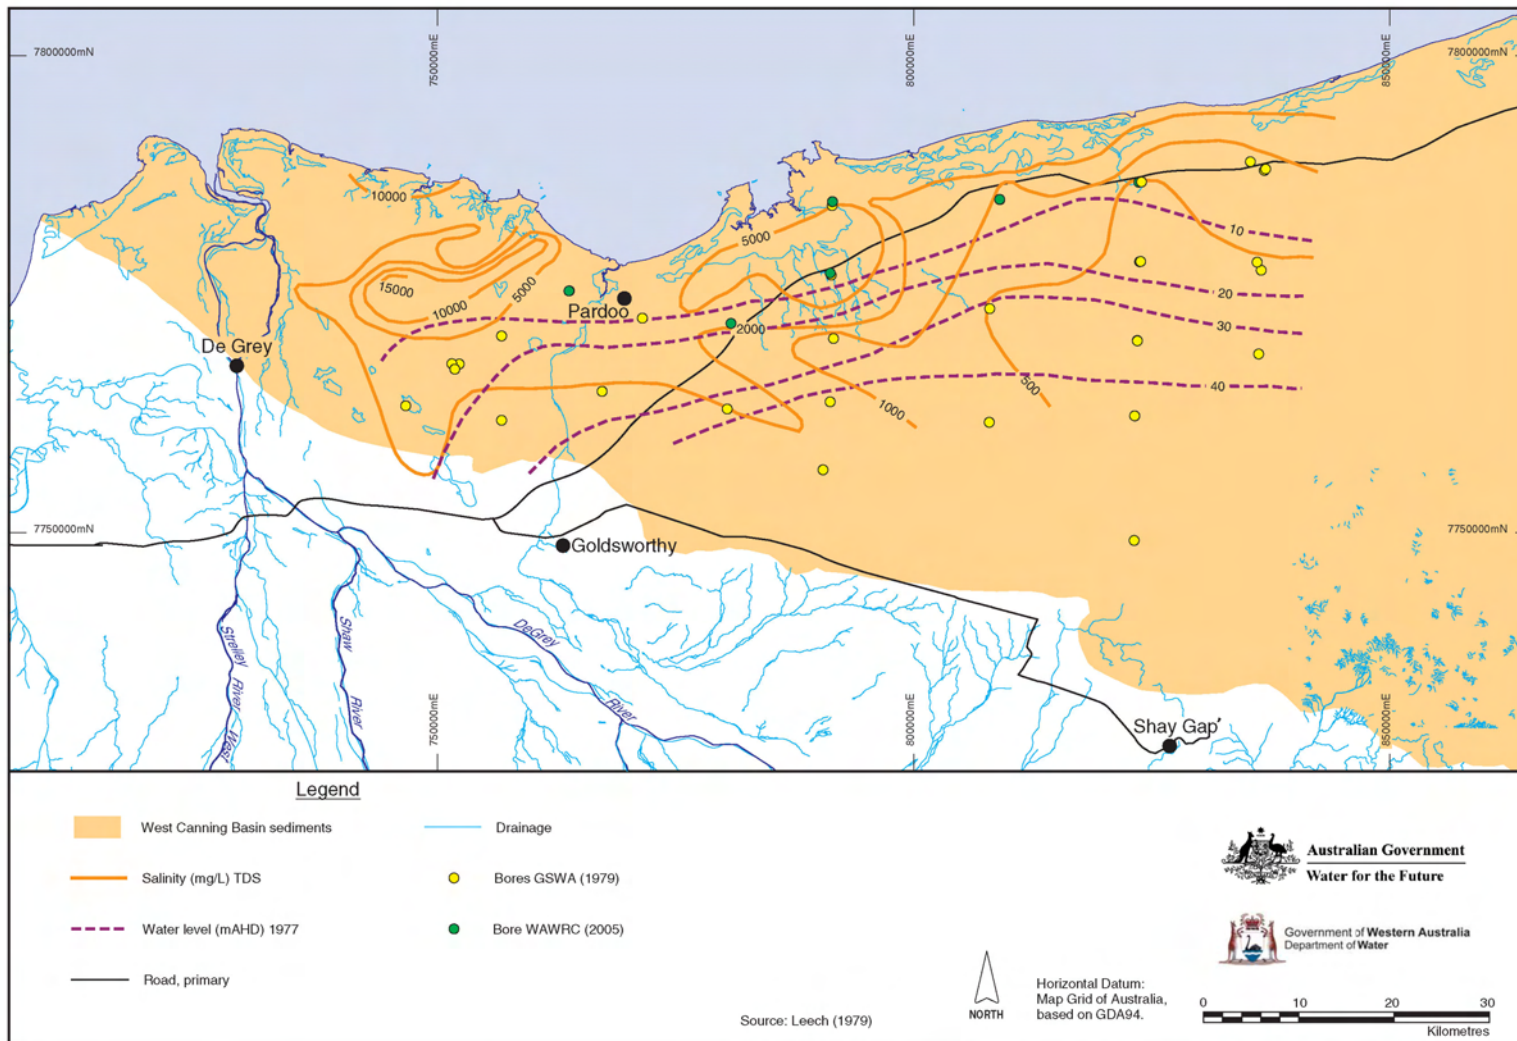 7800000mN
750000mE
800000mE
850000mE
7800000mN
10000
5000
10
15000
10000
5000
20
Pardoo
2000
30
De Grey
500
40
1000
7750000mN
7750000mN
Goldsworthy
Strelley
River
West
Shaw
River
DeGrey
River
750000mE
800000mE
850000mE
Shay Gap
Legend
West Canning Basin sediments
Drainage
Salinity (mg/L) TDS
Bores GSWA (1979)
Water level (mAHD) 1977
Bore WAWRC (2005)
Road, primary
Source: Leech (1979)
NORTH
Horizontal Datum:
Map Grid of Australia,
based on GDA94.
Australian Government
Water for the Future
Government of Western Australia
Department of Water
0 10 20 30
Kilometres